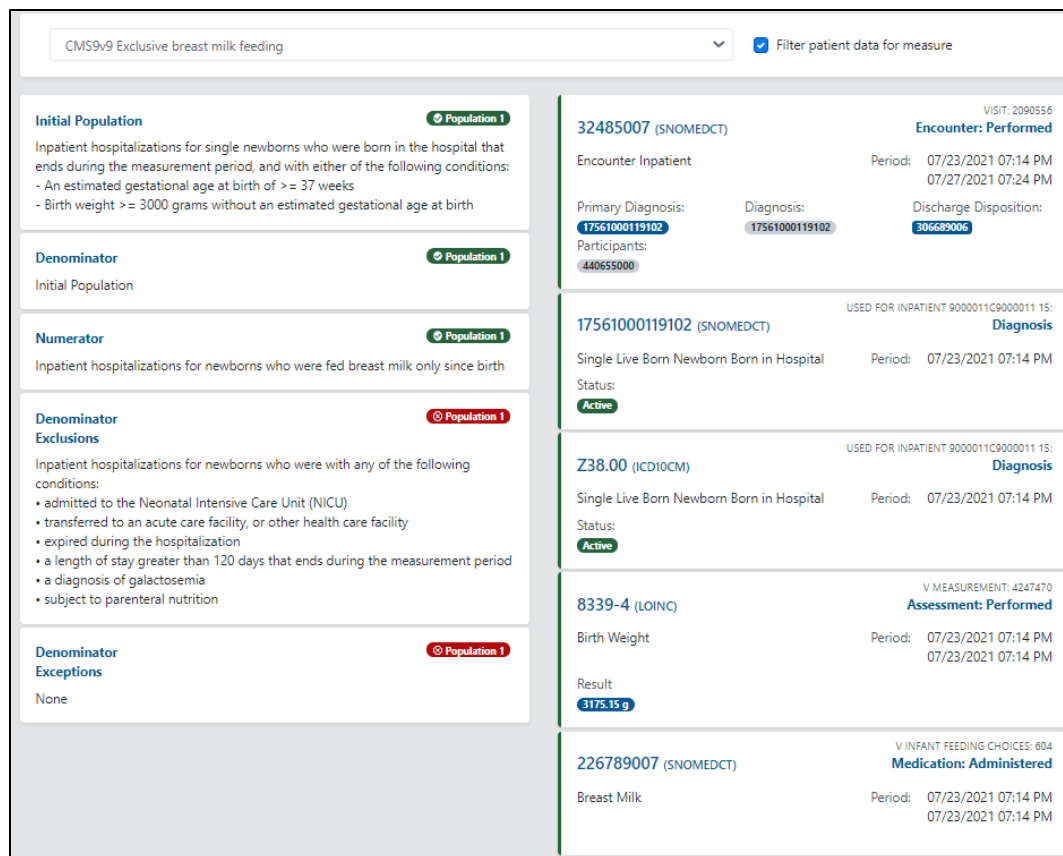 CMS9v9 Exclusive breast milk feeding
Filter patient data for measure
Initial Population
Population 1
Inpatient hospitalizations for single newborns who were born in the hospital that
ends during the measurement period, and with either of the following conditions:
- An estimated gestational age at birth of >= 37 weeks
- Birth weight >= 3000 grams without an estimated gestational age at birth
Denominator
Population 1
Initial Population
Numerator
Population 1
Inpatient hospitalizations for newborns who were fed breast milk only since birth
Denominator
Exclusions
Population 1
Inpatient hospitalizations for newborns who were with any of the following
conditions:
• admitted to the Neonatal Intensive Care Unit (NICU)
• transferred to an acute care facility, or other health care facility
• expired during the hospitalization
• a length of stay greater than 120 days that ends during the measurement period
• a diagnosis of galactosemia
• subject to parenteral nutrition
Denominator
Exceptions
Population 1
None
VISIT: 2090556
32485007 (SNOMEDCT) Encounter: Performed
Encounter Inpatient Period: 07/23/2021 07:14 PM
07/27/2021 07:24 PM
Primary Diagnosis: Diagnosis: Discharge Disposition:
17561000119102 17561000119102 306689006
Participants:
440655000
USED FOR INPATIENT 9000011C9000011 15:
17561000119102 (SNOMEDCT) Diagnosis
Single Live Born Newborn Born in Hospital Period: 07/23/2021 07:14 PM
Status:
Active
USED FOR INPATIENT 9000011C9000011 15:
Z38.00 (ICD10CM) Diagnosis
Single Live Born Newborn Born in Hospital Period: 07/23/2021 07:14 PM
Status:
Active
V MEASUREMENT: 4247470
8339-4 (LOINC) Assessment: Performed
Birth Weight Period: 07/23/2021 07:14 PM
07/23/2021 07:14 PM
Result
3175.15 g
V INFANT FEEDING CHOICES: 604
226789007 (SNOMEDCT) Medication: Administered
Breast Milk Period: 07/23/2021 07:14 PM
07/23/2021 07:14 PM